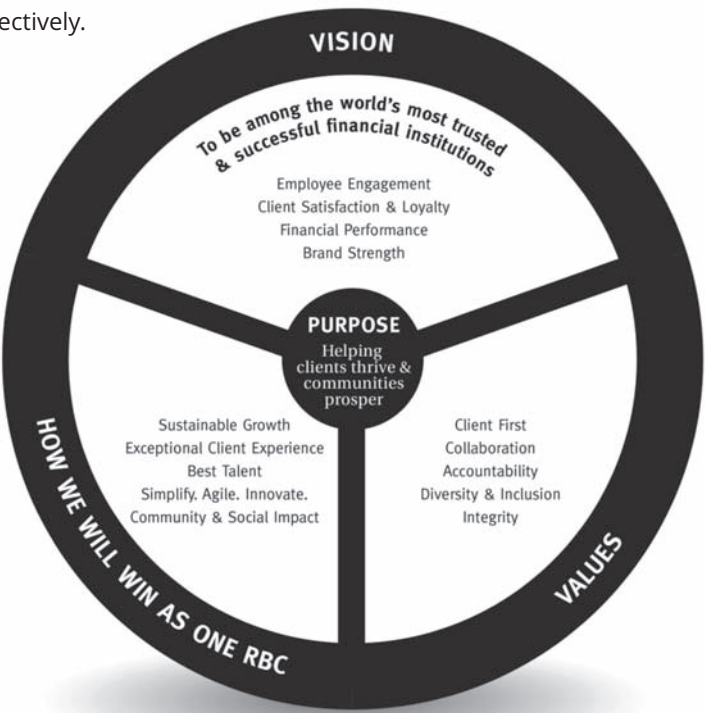 ectively.
VISION
To be among the world's most trusted
& successful financial institutions
Employee Engagement
Client Satisfaction & Loyalty
Financial Performance
Brand Strength
PURPOSE
Helping
clients thrive &
communities
prosper
Sustainable Growth
Exceptional Client Experience
Best Talent
Simplify. Agile. Innovate.
Community & Social Impact
HOW WE WILL WIN AS ONE RBC
Client First
Collaboration
Accountability
Diversity & Inclusion
Integrity
VALUES